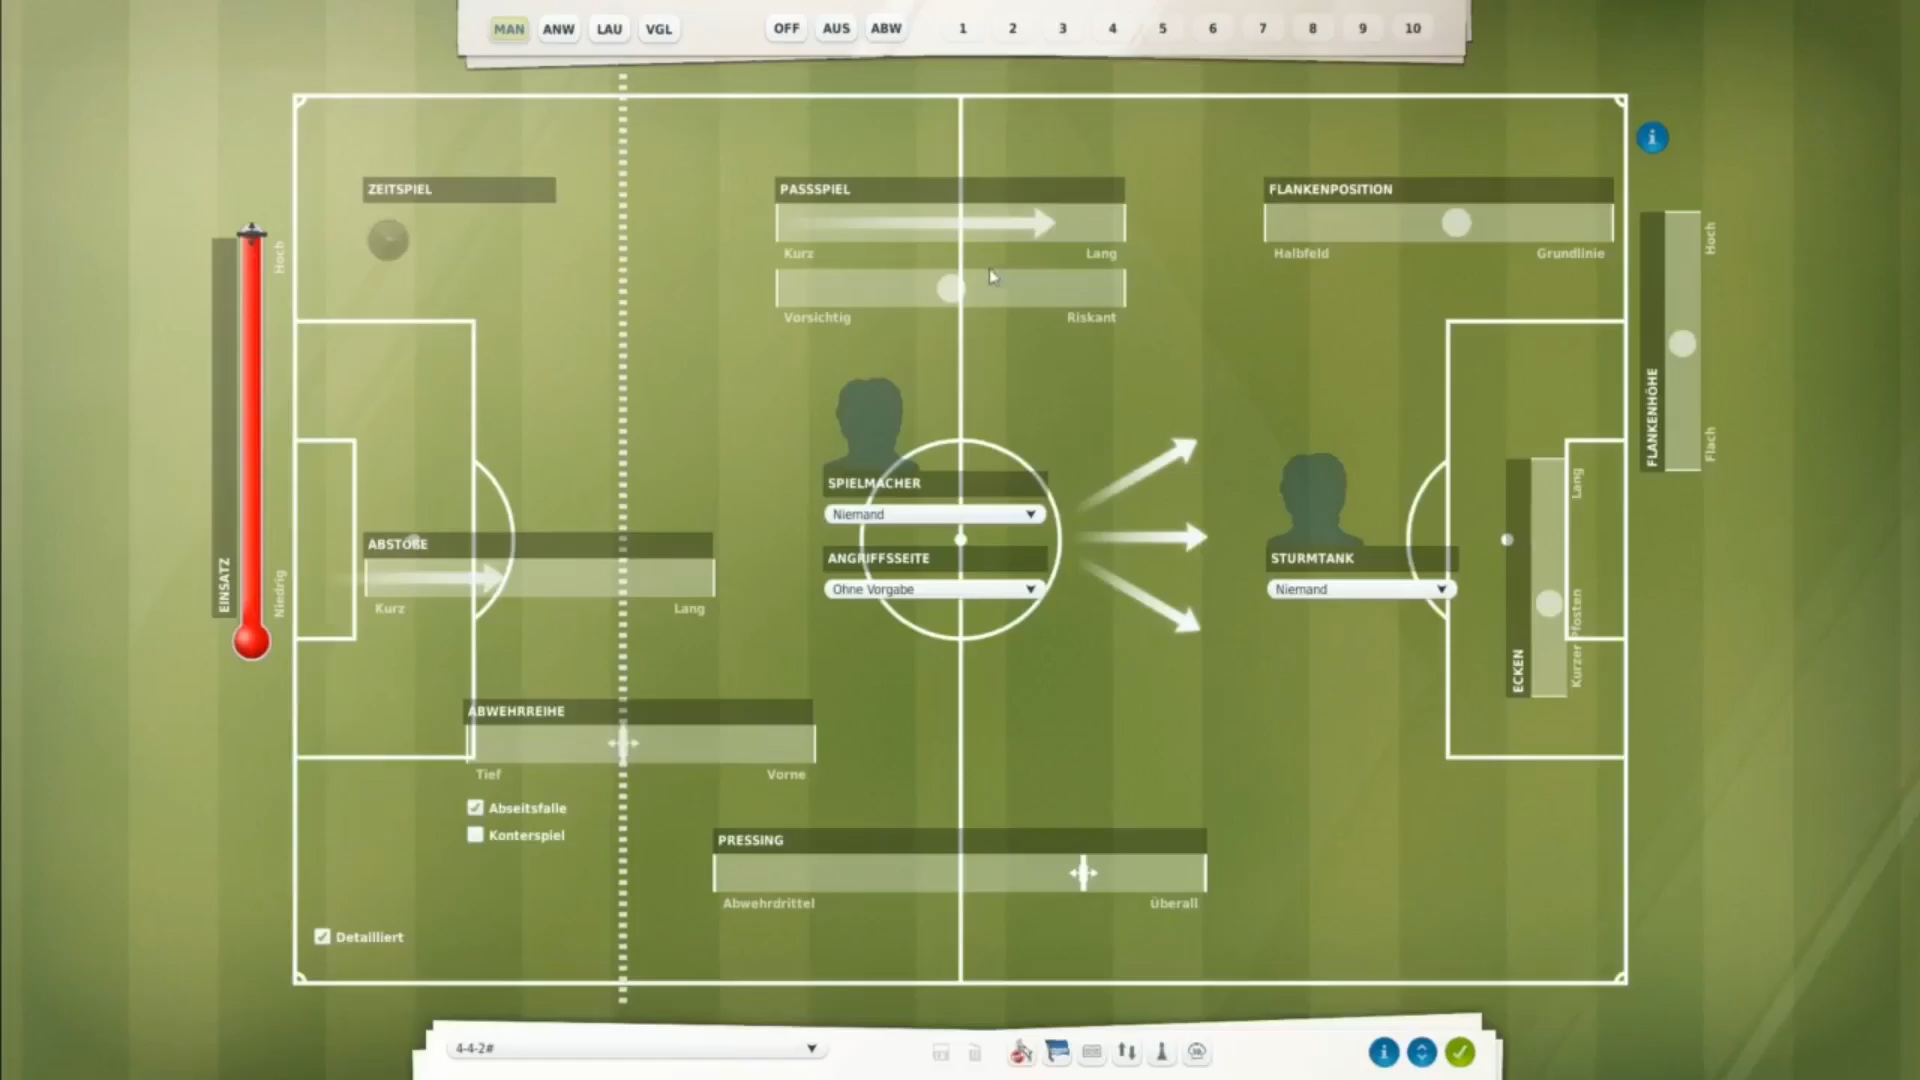 MAN ANW LAU VGL OFF AUS ABW 1 2 3 4 5 6 7 8 9 10
ZEITSPIEL
PASSSPIEL
Kurz Lang
Vorsichtig Riskant
FLANKENPOSITION
Halbfeld Grundlinie
EINSATZ
Hoch
Niedrig
FLANKENHÖHE
Hoch
Flach
SPIELMACHER
Niemand
ANGRIFFSSEITE
Ohne Vorgabe
STURMTANK
Niemand
ABSTÖßE
Kurz Lang
ECKEN
Lang
Kurzer Pfosten
ABWEHRREIHE
Tief Vorne
Abseitsfalle
Konterspiel
PRESSING
Abwehrdrittel Überall
Detailliert
4-4-2#